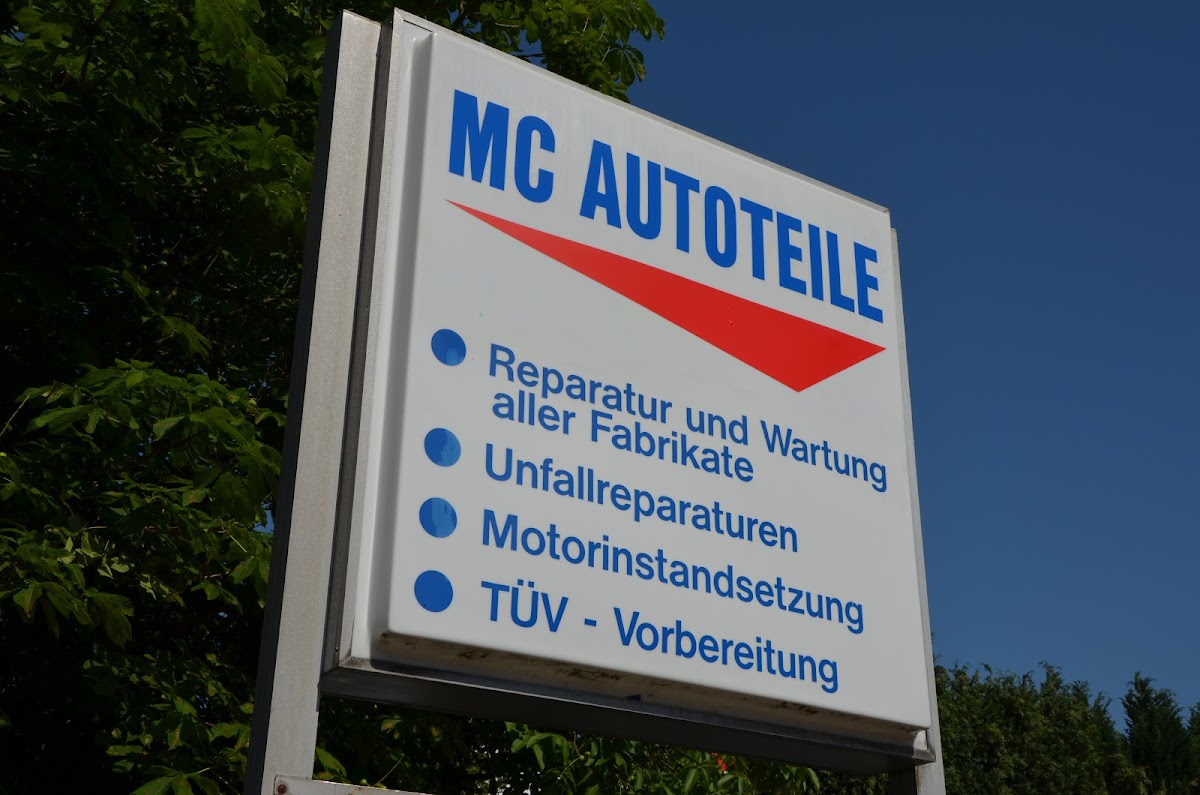 MC AUTOTEILE
Reparatur und Wartung
aller Fabrikate
Unfallreparaturen
Motorinstandsetzung
TÜV - Vorbereitung